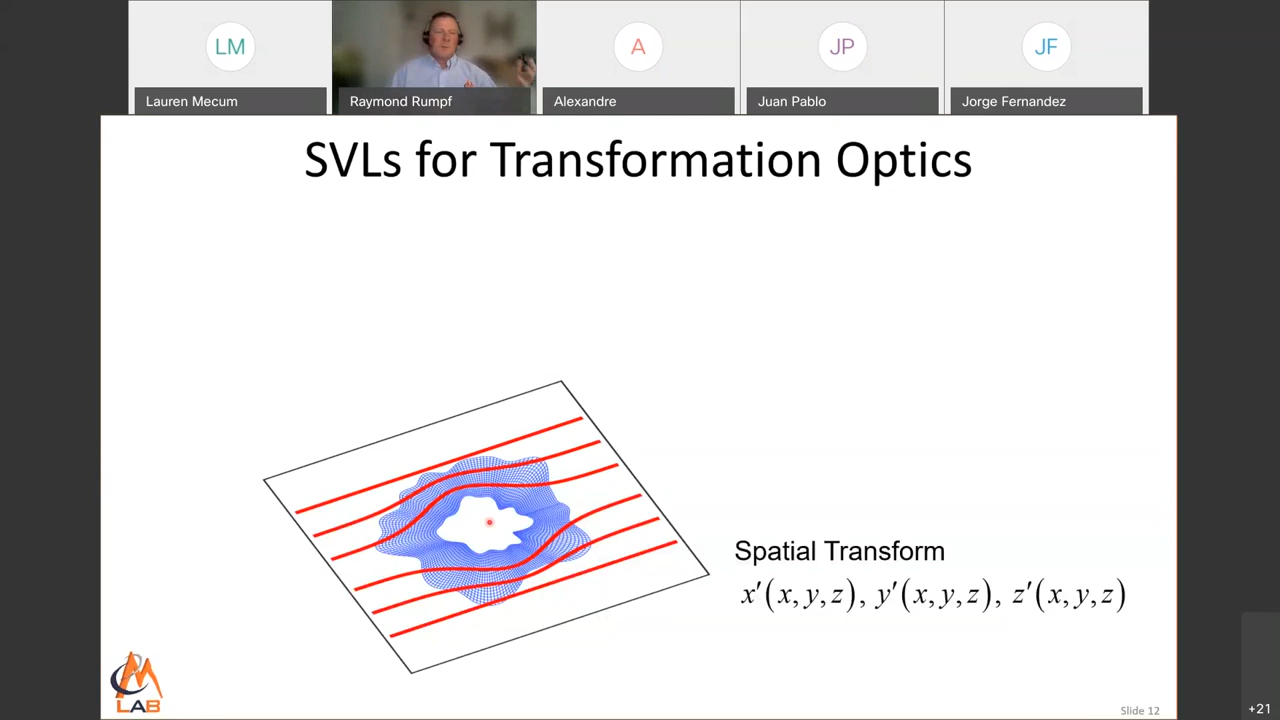 LM
A
JP
JF
Lauren Mecum
Raymond Rumpf
Alexandre
Juan Pablo
Jorge Fernandez
SVLs for Transformation Optics
Spatial Transform
x′(x, y, z), y′(x, y, z), z′(x, y, z)
EM
LAB
Slide 12
+21